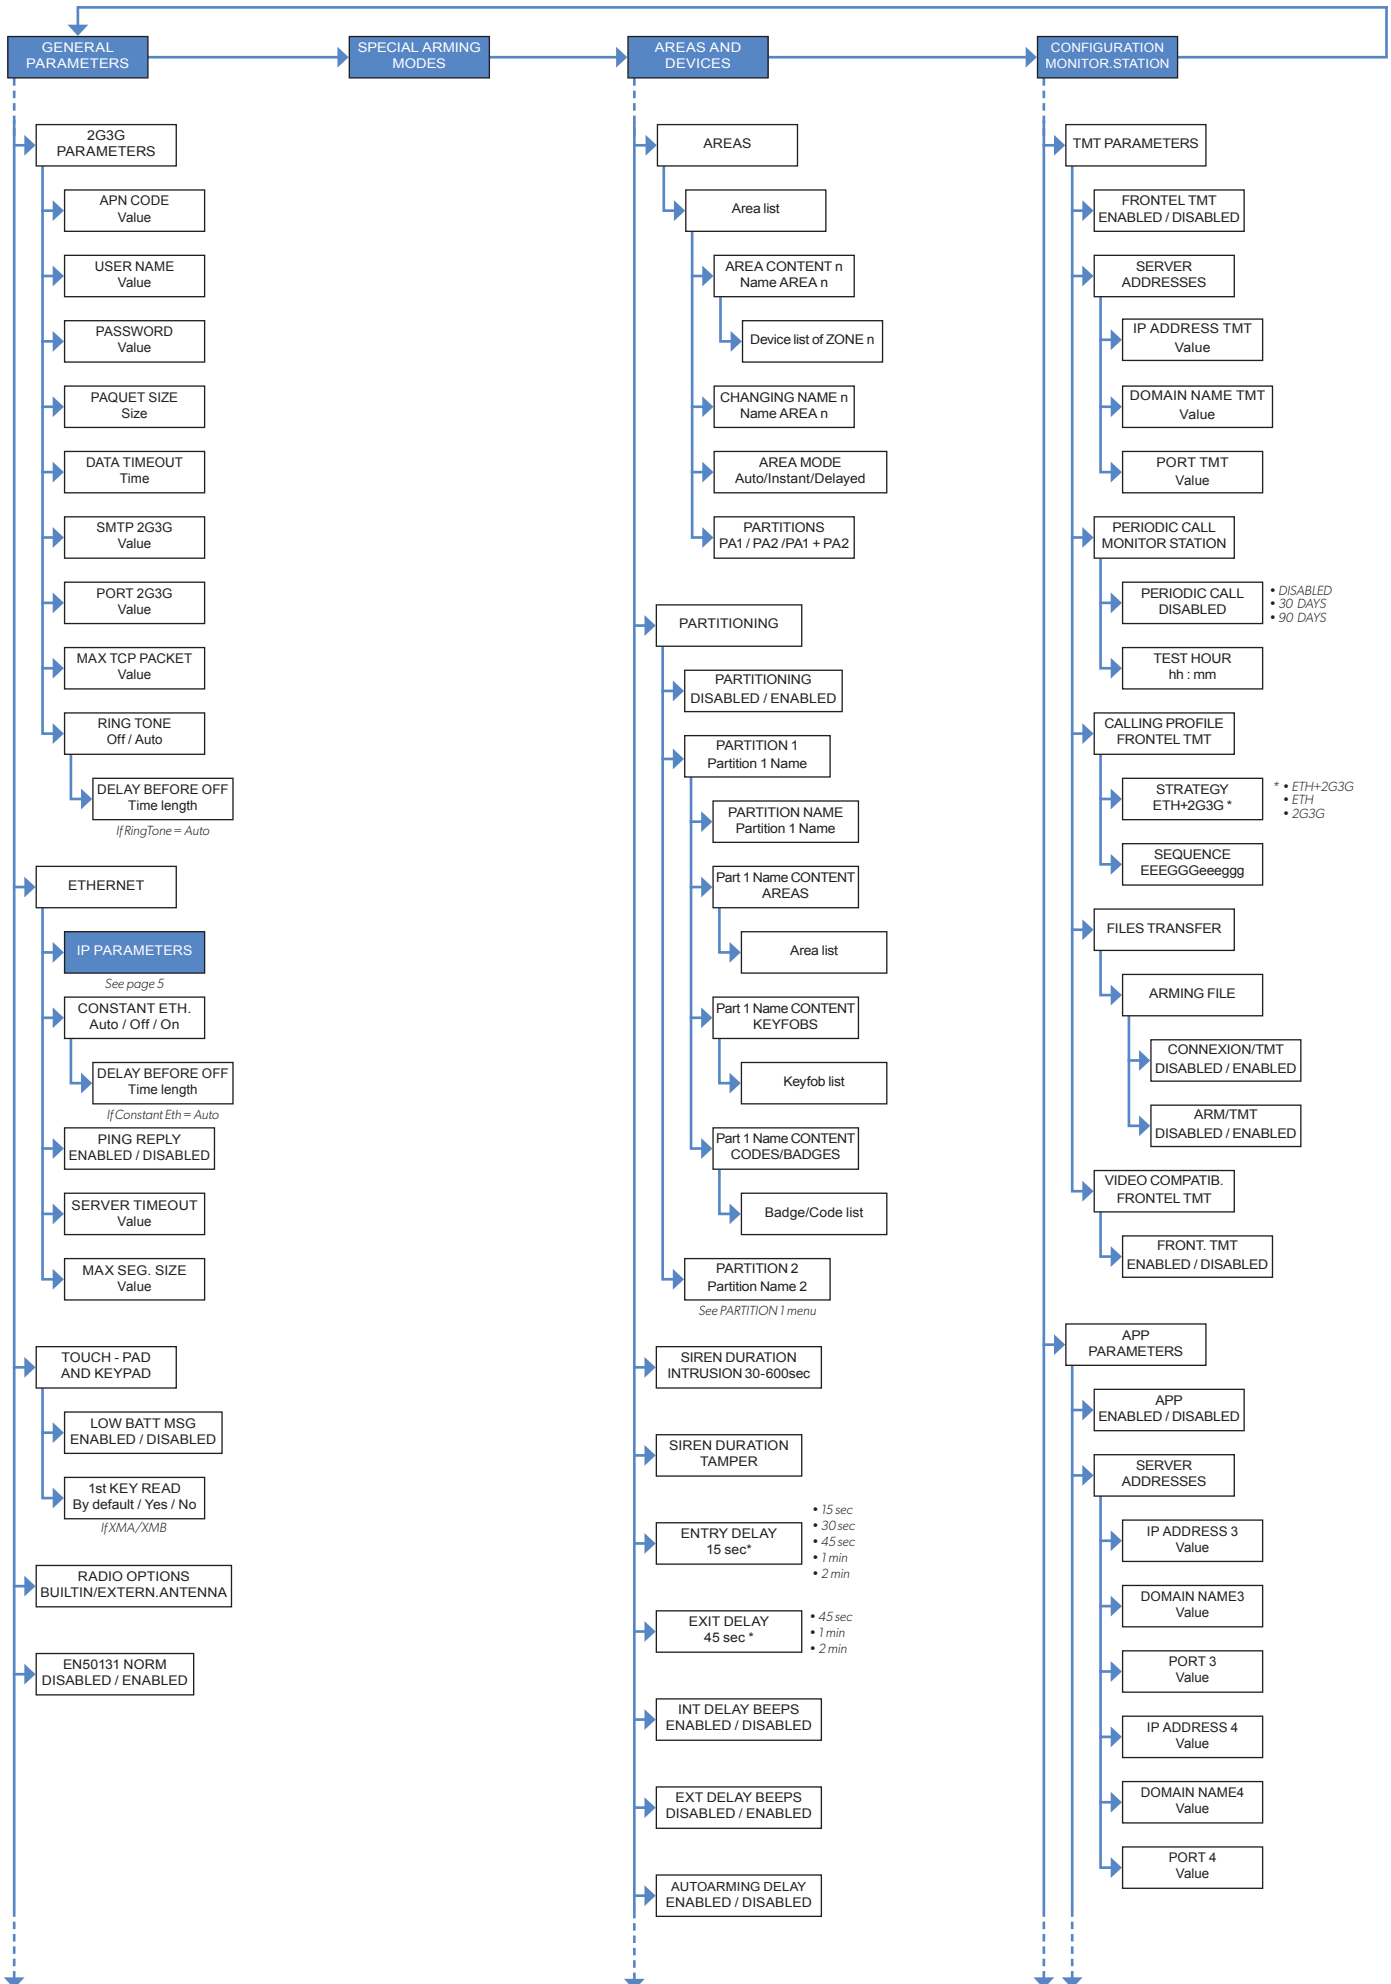 GENERAL
PARAMETERS
SPECIAL ARMING
MODES
AREAS AND
DEVICES
CONFIGURATION
MONITOR.STATION
2G3G
PARAMETERS
APN CODE
Value
USER NAME
Value
PASSWORD
Value
PAQUET SIZE
Size
DATA TIMEOUT
Time
SMTP 2G3G
Value
PORT 2G3G
Value
MAX TCP PACKET
Value
RING TONE
Off / Auto
DELAY BEFORE OFF
Time length
If RingTone = Auto
ETHERNET
IP PARAMETERS
See page 5
CONSTANT ETH.
Auto / Off / On
DELAY BEFORE OFF
Time length
If Constant Eth = Auto
PING REPLY
ENABLED / DISABLED
SERVER TIMEOUT
Value
MAX SEG. SIZE
Value
TOUCH - PAD
AND KEYPAD
LOW BATT MSG
ENABLED / DISABLED
1st KEY READ
By default / Yes / No
If XMA/XMB
RADIO OPTIONS
BUILTIN/EXTERN.ANTENNA
EN50131 NORM
DISABLED / ENABLED
AREAS
Area list
AREA CONTENT n
Name AREA n
Device list of ZONE n
CHANGING NAME n
Name AREA n
AREA MODE
Auto/Instant/Delayed
PARTITIONS
PA1 / PA2 /PA1 + PA2
PARTITIONING
PARTITIONING
DISABLED / ENABLED
PARTITION 1
Partition 1 Name
PARTITION NAME
Partition 1 Name
Part 1 Name CONTENT
AREAS
Area list
Part 1 Name CONTENT
KEYFOBS
Keyfob list
Part 1 Name CONTENT
CODES/BADGES
Badge/Code list
PARTITION 2
Partition Name 2
See PARTITION 1 menu
SIREN DURATION
INTRUSION 30-600sec
SIREN DURATION
TAMPER
ENTRY DELAY
15 sec*
• 15 sec
• 30 sec
• 45 sec
• 1 min
• 2 min
EXIT DELAY
45 sec *
• 45 sec
• 1 min
• 2 min
INT DELAY BEEPS
ENABLED / DISABLED
EXT DELAY BEEPS
DISABLED / ENABLED
AUTOARMING DELAY
ENABLED / DISABLED
TMT PARAMETERS
FRONTEL TMT
ENABLED / DISABLED
SERVER
ADDRESSES
IP ADDRESS TMT
Value
DOMAIN NAME TMT
Value
PORT TMT
Value
PERIODIC CALL
MONITOR STATION
PERIODIC CALL
DISABLED
• DISABLED
• 30 DAYS
• 90 DAYS
TEST HOUR
hh : mm
CALLING PROFILE
FRONTEL TMT
STRATEGY
ETH+2G3G *
* • ETH+2G3G
• ETH
• 2G3G
SEQUENCE
EEEGGGeeeggg
FILES TRANSFER
ARMING FILE
CONNEXION/TMT
DISABLED / ENABLED
ARM/TMT
DISABLED / ENABLED
VIDEO COMPATIB.
FRONTEL TMT
FRONT. TMT
ENABLED / DISABLED
APP
PARAMETERS
APP
ENABLED / DISABLED
SERVER
ADDRESSES
IP ADDRESS 3
Value
DOMAIN NAME3
Value
PORT 3
Value
IP ADDRESS 4
Value
DOMAIN NAME4
Value
PORT 4
Value